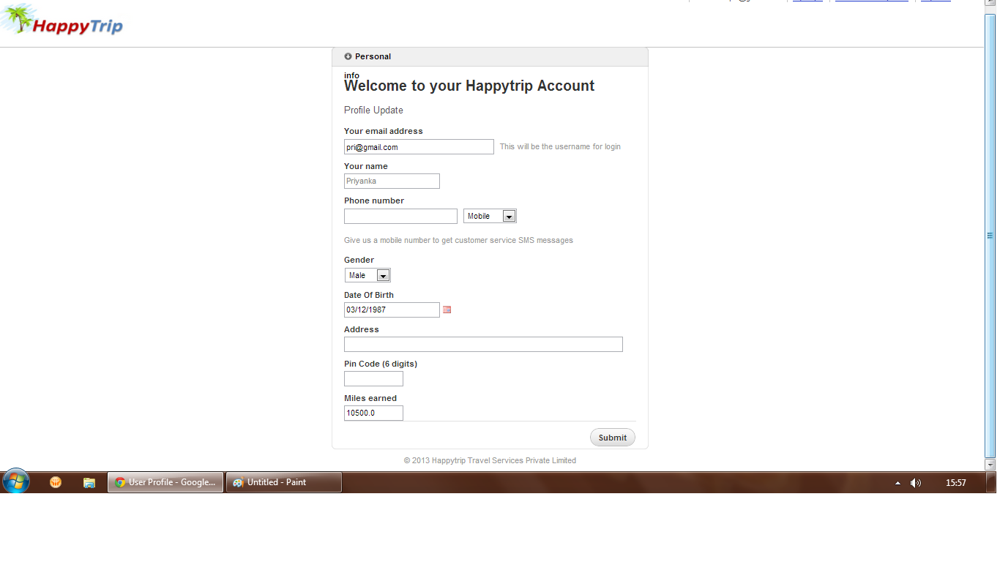 HappyTrip
Personal
info
Welcome to your Happytrip Account
Profile Update
Your email address
pri@gmail.com This will be the username for login
Your name
Priyanka
Phone number
Mobile
Give us a mobile number to get customer service SMS messages
Gender
Male
Date Of Birth
03/12/1987
Address
Pin Code (6 digits)
Miles earned
10500.0
Submit
© 2013 Happytrip Travel Services Private Limited
User Profile - Google... Untitled - Paint 15:57